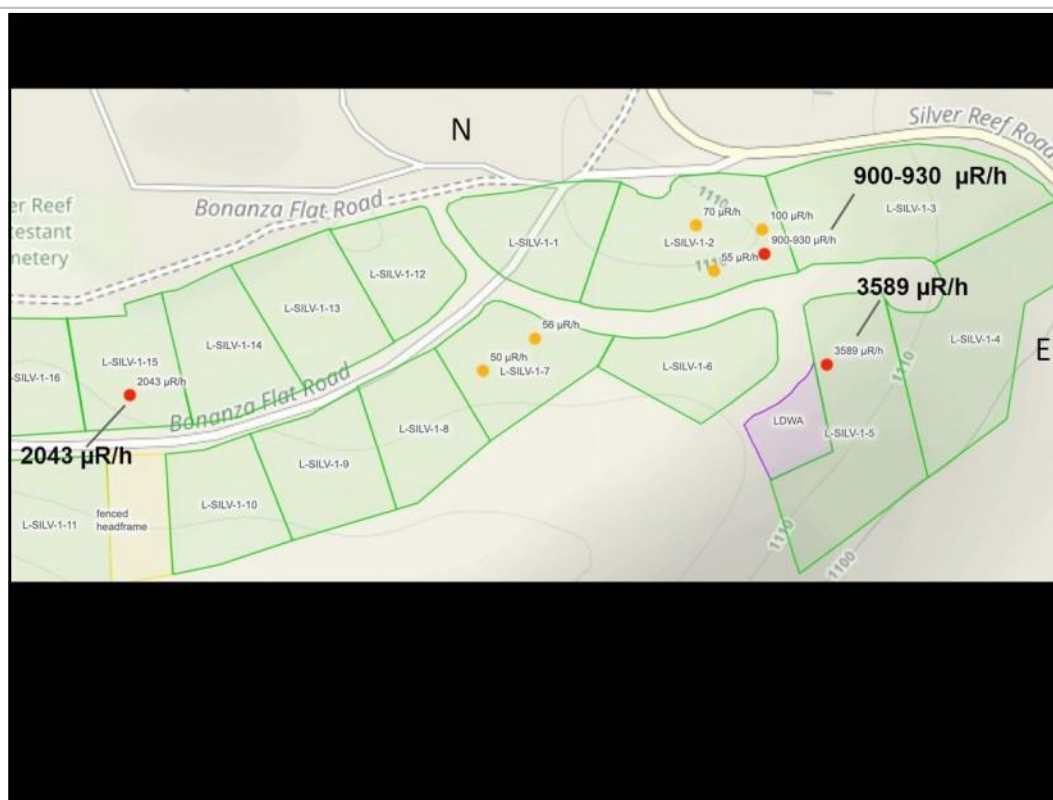 N
Silver Reef Road
900-930 µR/h
1110
70 µR/h
100 µR/h
L-SILV-1-3
er Reef
testant
metery
Bonanza Flat Road
L-SILV-1-1
L-SILV-1-2
900-930 µR/h
1110
55 µR/h
L-SILV-1-12
3589 µR/h
L-SILV-1-13
56 µR/h
L-SILV-1-4
E
L-SILV-1-14
3589 µR/h
L-SILV-1-15
50 µR/h
L-SILV-1-7
L-SILV-1-6
1110
L-SILV-1-16
2043 µR/h
Bonanza Flat Road
LDWA
L-SILV-1-5
L-SILV-1-8
2043 µR/h
L-SILV-1-9
L-SILV-1-10
fenced
headframe
L-SILV-1-11
1110
1100